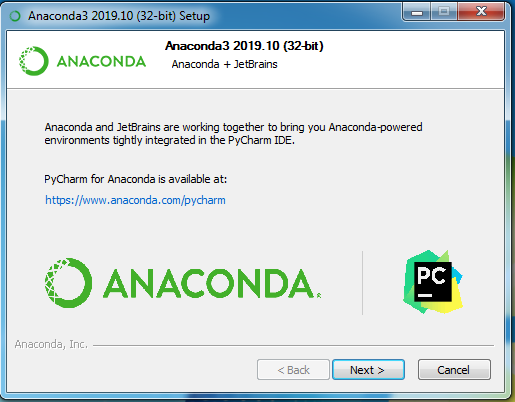 Anaconda3 2019.10 (32-bit) Setup
ANACONDA
Anaconda3 2019.10 (32-bit)
Anaconda + JetBrains
Anaconda and JetBrains are working together to bring you Anaconda-powered
environments tightly integrated in the PyCharm IDE.
PyCharm for Anaconda is available at:
https://www.anaconda.com/pycharm
ANACONDA®
PC
Anaconda, Inc.
< Back
Next >
Cancel